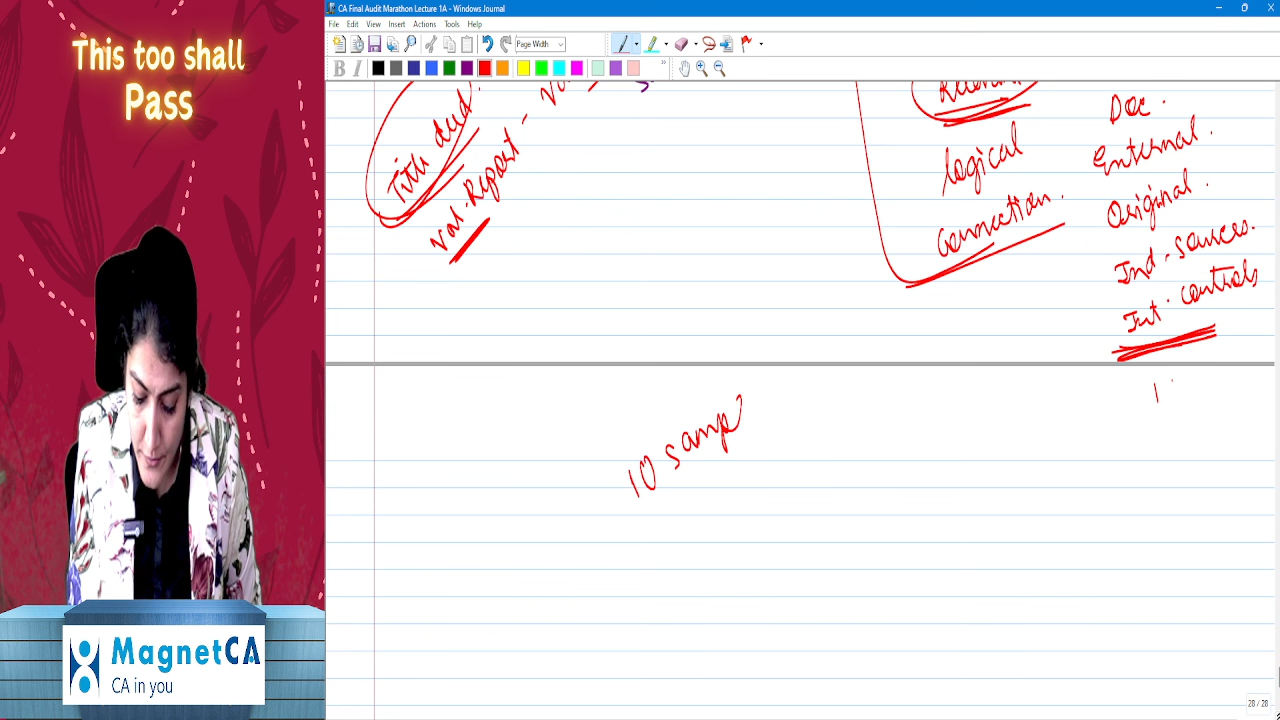 This too shall
Pass
CA Final Audit Marathon Lecture 1A - Windows Journal
File Edit View Insert Actions Tools Help
Page Width
B I
Title deed.
Val. Report -
logical
connection.
Doc.
External.
Original.
Ind - sources.
Int. controls
10 samp
MagnetCA
CA in you
28 / 28